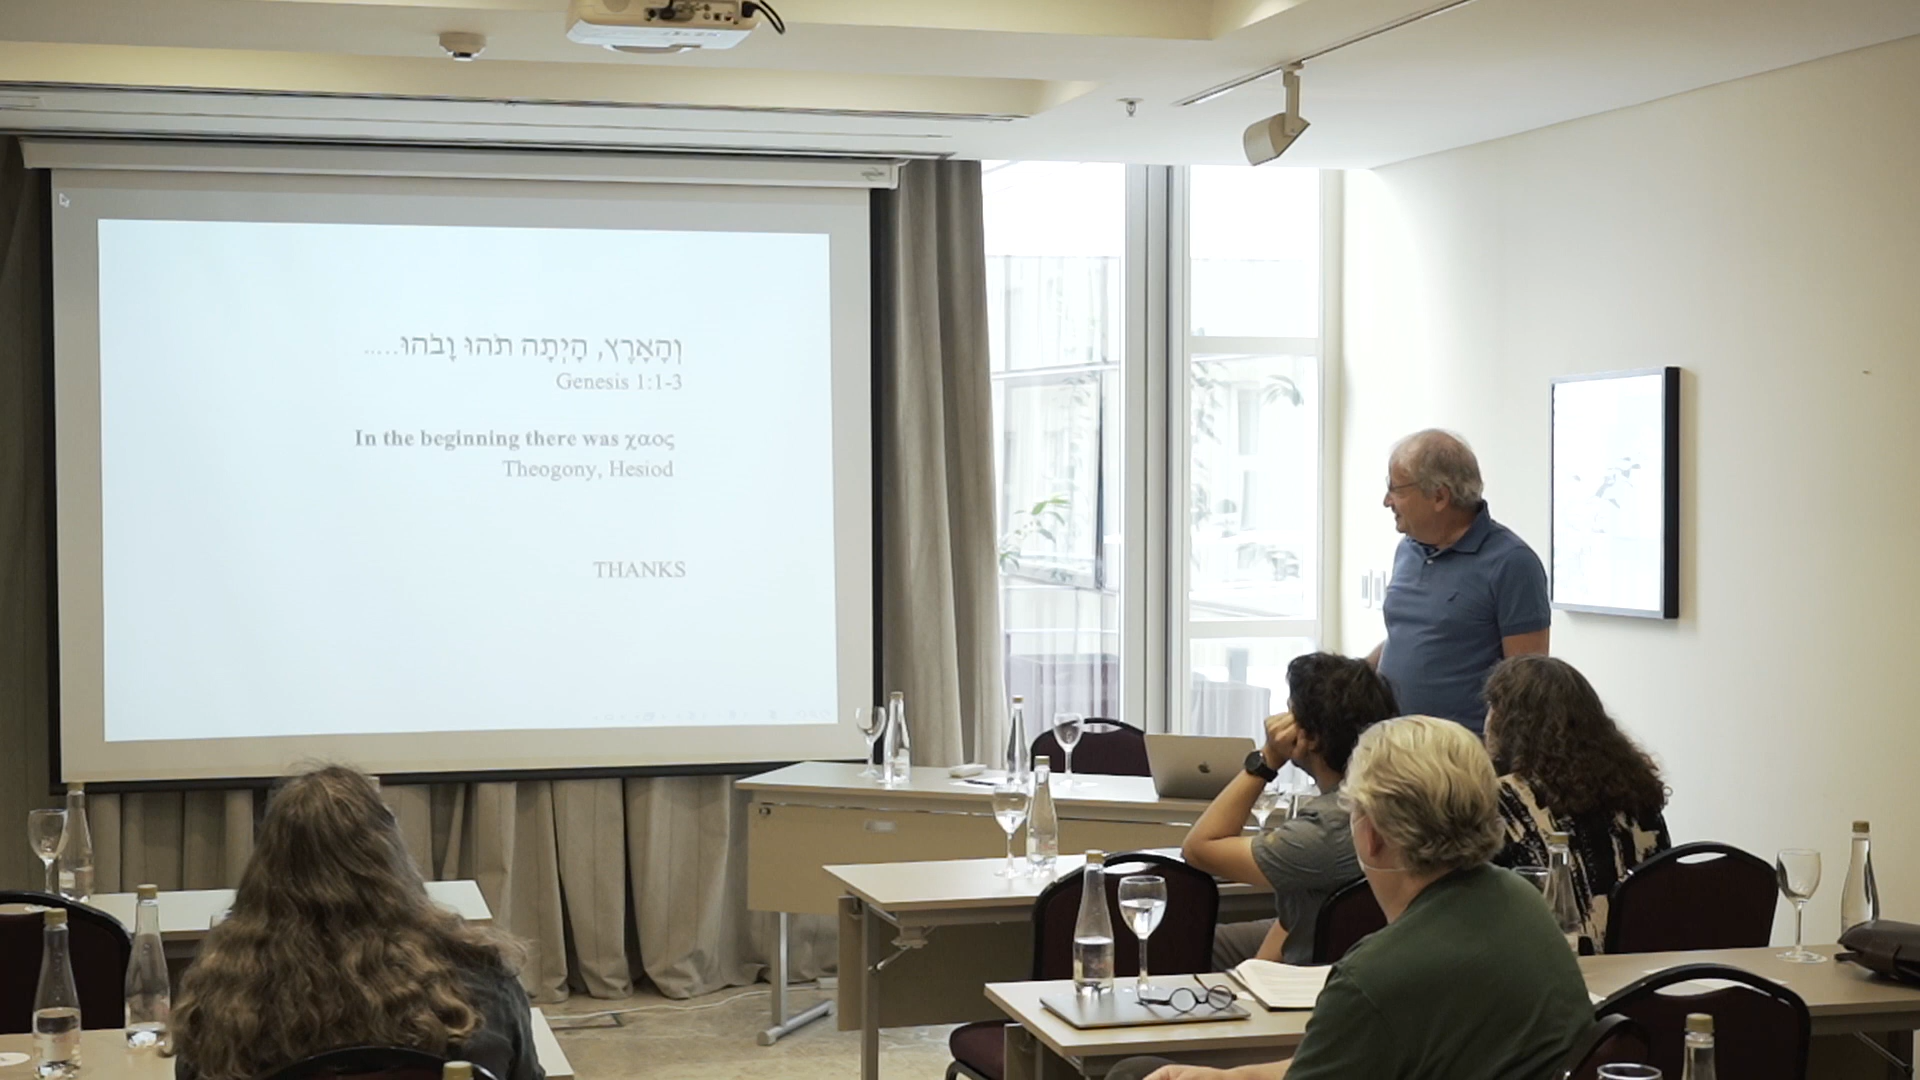 וְהָאָרֶץ, הָיְתָה תֹהוּ וָבֹהוּ.....
Genesis 1:1-3
In the beginning there was χαος
Theogony, Hesiod
THANKS